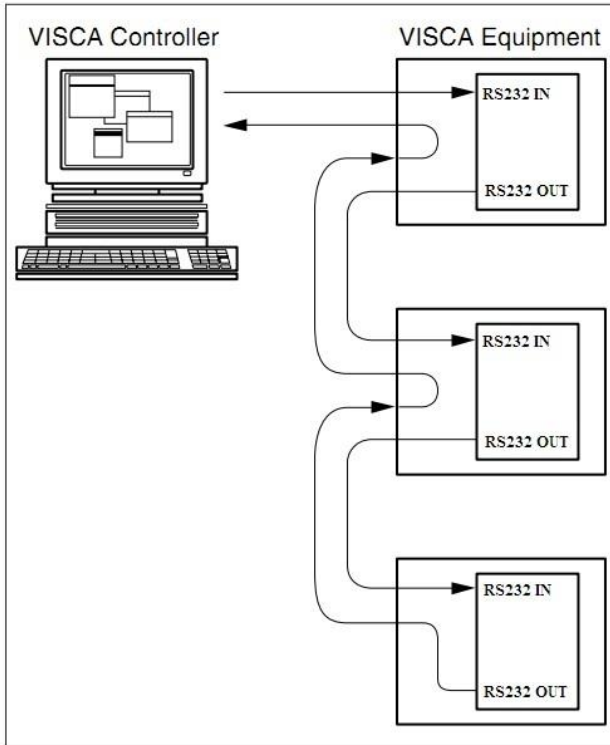 VISCA Controller
VISCA Equipment
RS232 IN
RS232 OUT
RS232 IN
RS232 OUT
RS232 IN
RS232 OUT